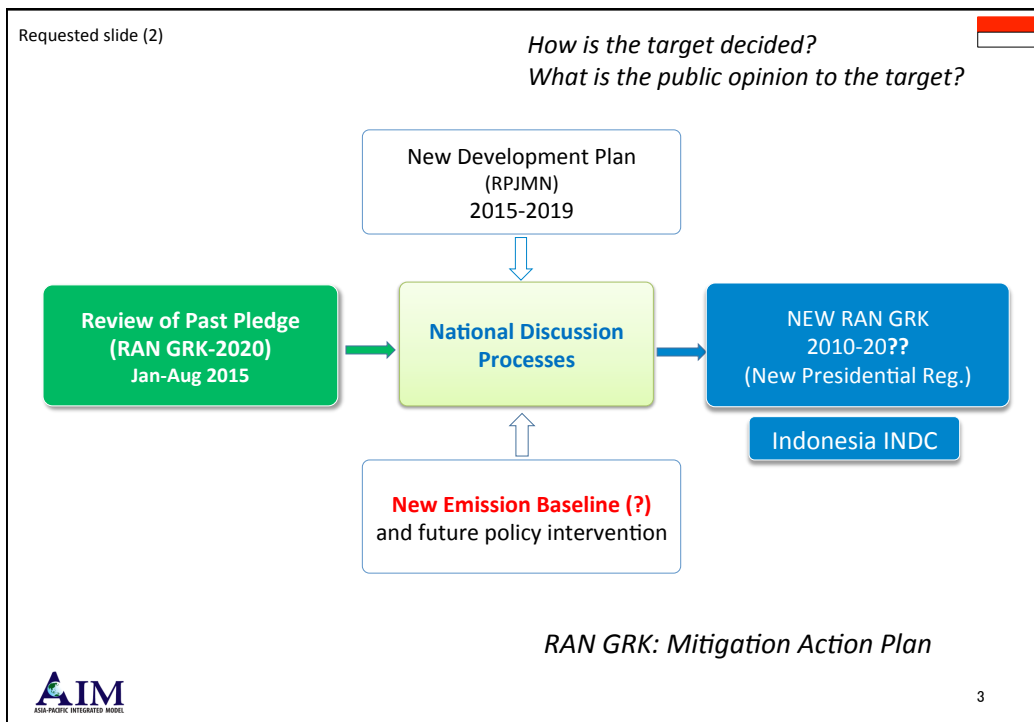 Requested slide (2)
How is the target decided?
What is the public opinion to the target?
New Development Plan
(RPJMN)
2015-2019
Review of Past Pledge
(RAN GRK-2020)
Jan-Aug 2015
National Discussion
Processes
NEW RAN GRK
2010-20??
(New Presidential Reg.)
Indonesia INDC
New Emission Baseline (?)
and future policy intervention
RAN GRK: Mitigation Action Plan
AIM
ASIA-PACIFIC INTEGRATED MODEL
3